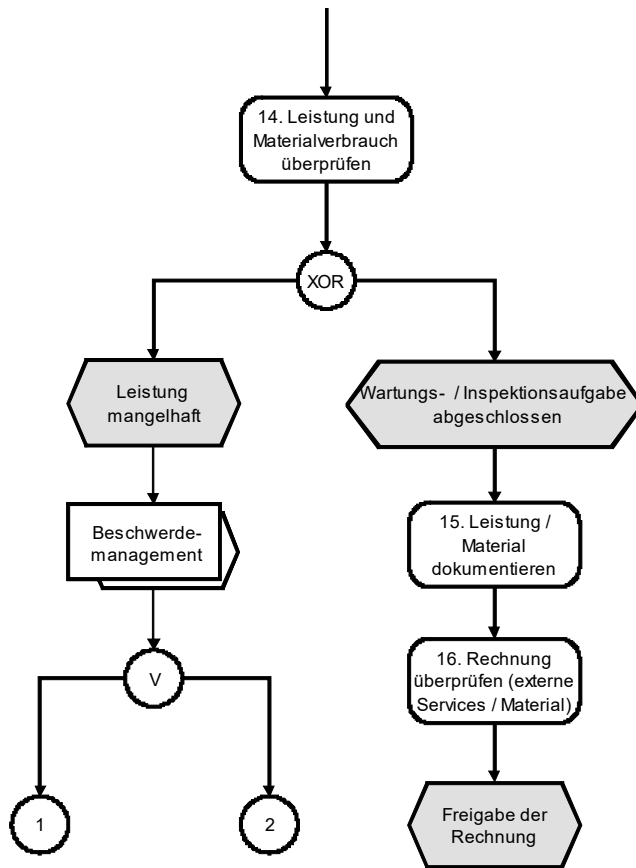 14. Leistung und
Materialverbrauch
überprüfen
XOR
Leistung
mangelhaft
Wartungs- / Inspektionsaufgabe
abgeschlossen
Beschwerde-
management
15. Leistung /
Material
dokumentieren
V
16. Rechnung
überprüfen (externe
Services / Material)
1
2
Freigabe der
Rechnung